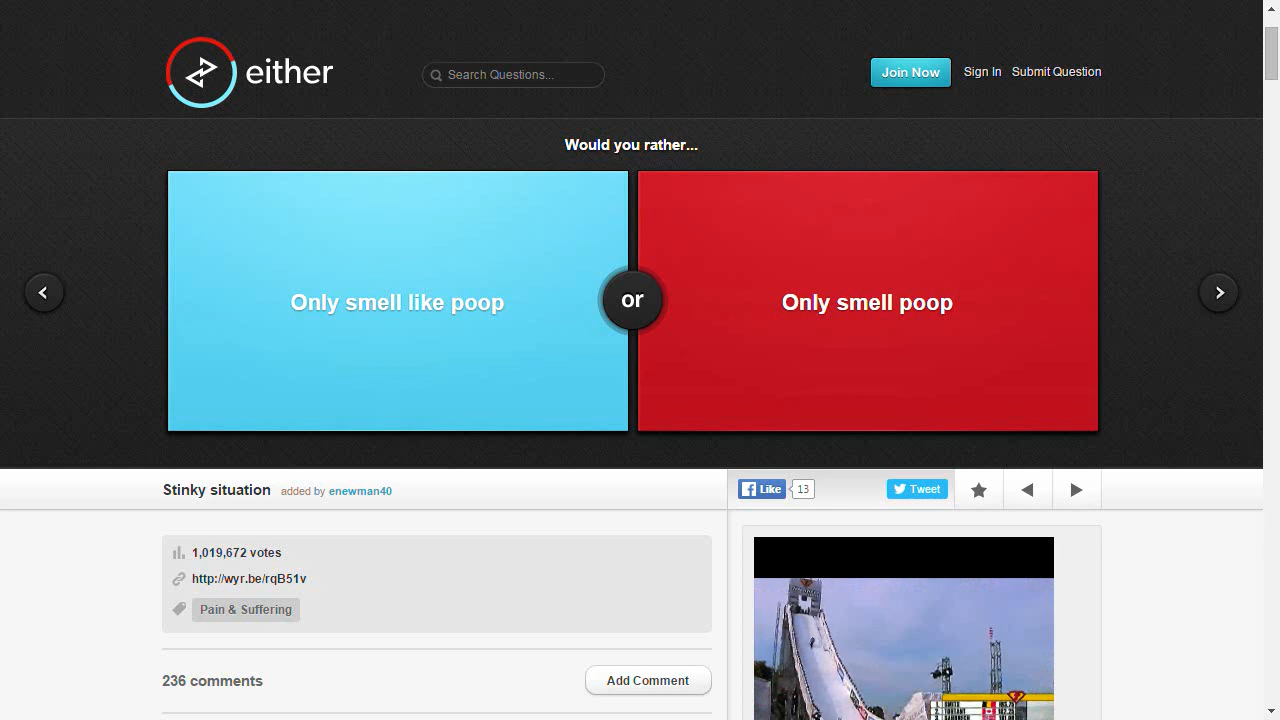 either
Search Questions...
Join Now
Sign In
Submit Question
Would you rather...
Only smell like poop
or
Only smell poop
Stinky situation
added by enewman40
Like
13
Tweet
1,019,672 votes
http://wyr.be/rqB51v
Pain & Suffering
236 comments
Add Comment